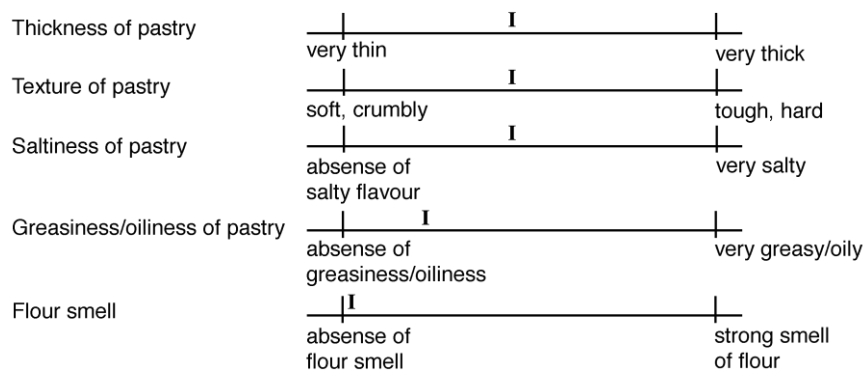 Thickness of pastry
I
very thin
very thick
Texture of pastry
I
soft, crumbly
tough, hard
Saltiness of pastry
I
absense of
salty flavour
very salty
Greasiness/oiliness of pastry
I
absense of
greasiness/oiliness
very greasy/oily
Flour smell
I
absense of
flour smell
strong smell
of flour